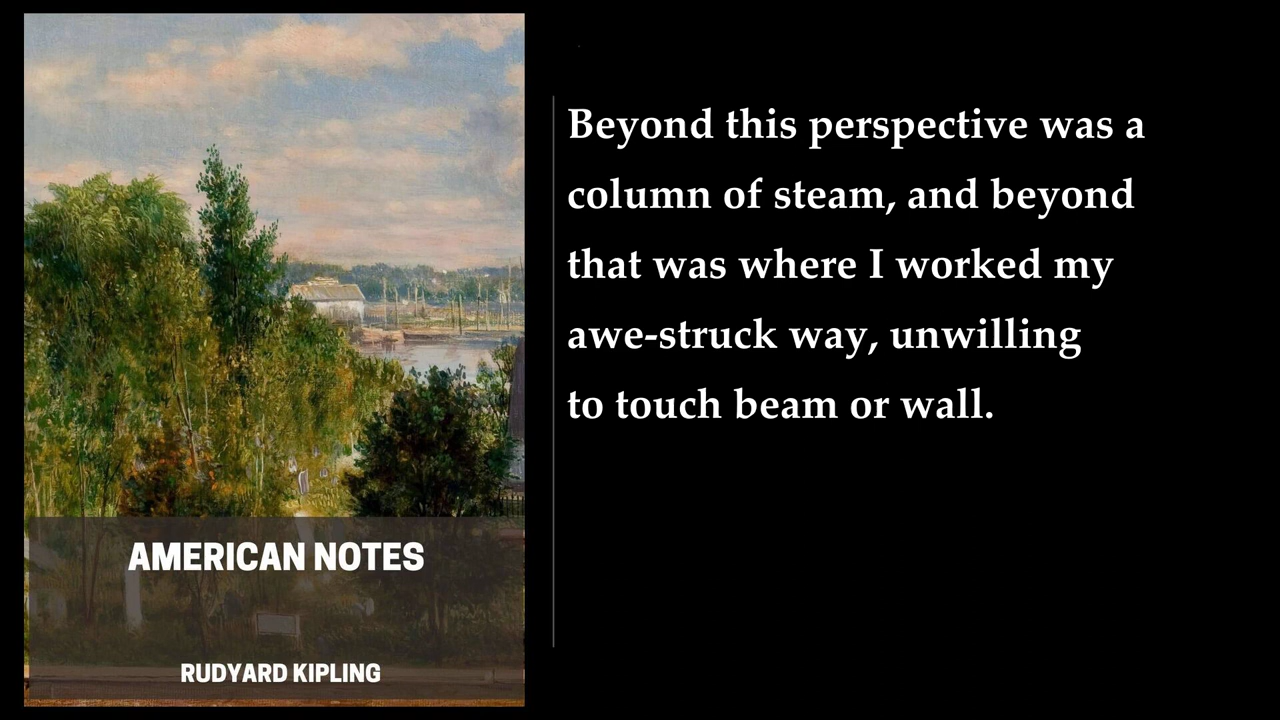 AMERICAN NOTES
RUDYARD KIPLING
Beyond this perspective was a
column of steam, and beyond
that was where I worked my
awe-struck way, unwilling
to touch beam or wall.